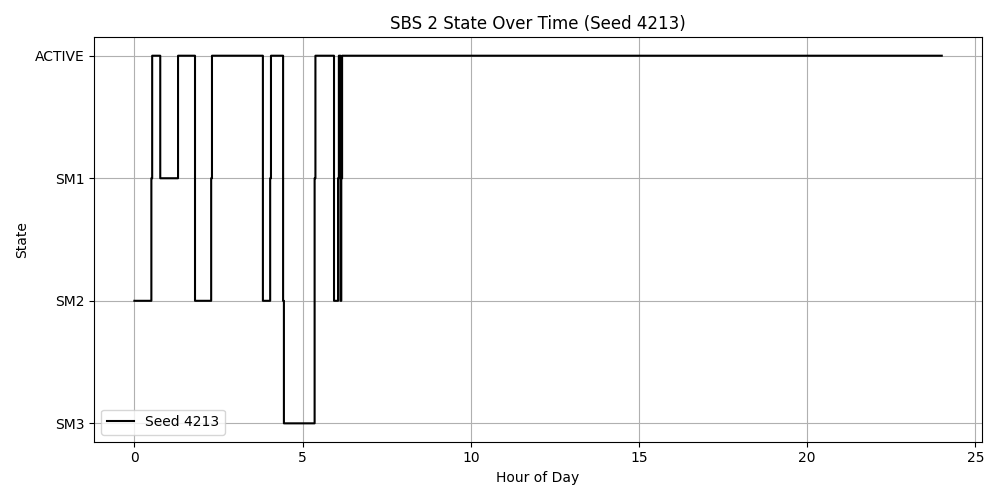 SBS 2 State Over Time (Seed 4213)
ACTIVE
SM1
SM2
SM3
State
Seed 4213
0 5 10 15 20 25
Hour of Day